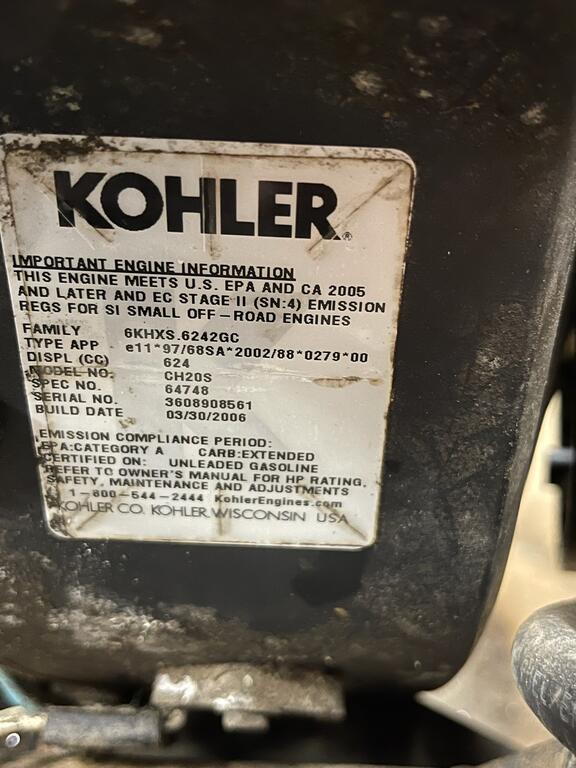 KOHLER®
IMPORTANT ENGINE INFORMATION
THIS ENGINE MEETS U.S. EPA AND CA 2005
AND LATER AND EC STAGE II (SN:4) EMISSION
REGS FOR SI SMALL OFF-ROAD ENGINES
FAMILY 6KHXS.6242GC
TYPE APP e11*97/68SA*2002/88*0279*00
DISPL (CC) 624
MODEL NO. CH20S
SPEC NO. 64748
SERIAL NO. 3608908561
BUILD DATE 03/30/2006
EMISSION COMPLIANCE PERIOD:
EPA:CATEGORY A CARB:EXTENDED
CERTIFIED ON: UNLEADED GASOLINE
REFER TO OWNER'S MANUAL FOR HP RATING,
SAFETY, MAINTENANCE AND ADJUSTMENTS
1-800-544-2444 KohlerEngines.com
KOHLER CO. KOHLER, WISCONSIN USA